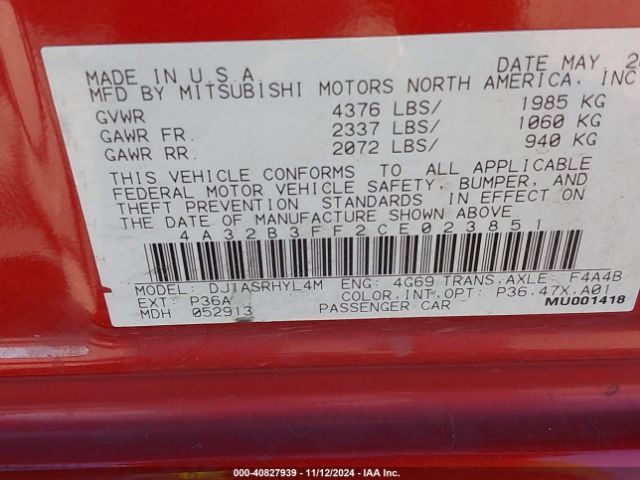 MADE IN U.S.A. DATE MAY, 2
MFD BY MITSUBISHI MOTORS NORTH AMERICA, INC
GVWR 4376 LBS/ 1985 KG
GAWR FR. 2337 LBS/ 1060 KG
GAWR RR. 2072 LBS/ 940 KG
THIS VEHICLE CONFORMS TO ALL APPLICABLE
FEDERAL MOTOR VEHICLE SAFETY, BUMPER, AND
THEFT PREVENTION STANDARDS IN EFFECT ON
THE DATE OF MANUFACTURE SHOWN ABOVE.
4A32B3FF2CE023851
MODEL: DJ1ASRHYL4M ENG: 4G69 TRANS,AXLE: F4A4B
EXT: P36A COLOR,INT,OPT: P36,47X,A01
MDH 052913 PASSENGER CAR MU001418
000-40827939 - 11/12/2024 - IAA Inc.